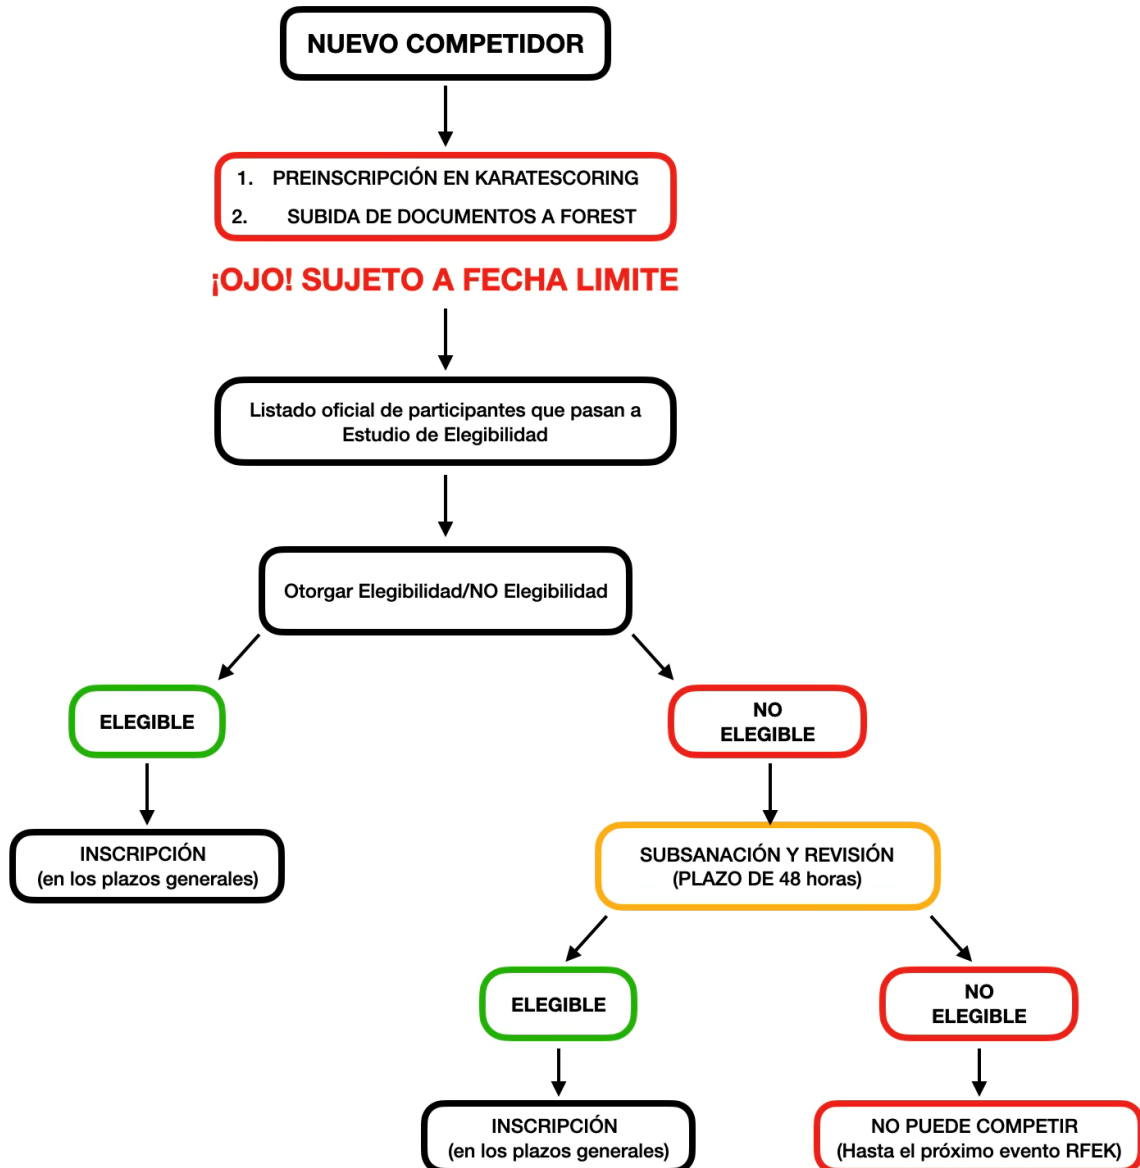 NUEVO COMPETIDOR
1. PREINSCRIPCIÓN EN KARATESCORING
2. SUBIDA DE DOCUMENTOS A FOREST
¡OJO! SUJETO A FECHA LIMITE
Listado oficial de participantes que pasan a
Estudio de Elegibilidad
Otorgar Elegibilidad/NO Elegibilidad
ELEGIBLE
NO
ELEGIBLE
INSCRIPCIÓN
(en los plazos generales)
SUBSANACIÓN Y REVISIÓN
(PLAZO DE 48 horas)
ELEGIBLE
NO
ELEGIBLE
INSCRIPCIÓN
(en los plazos generales)
NO PUEDE COMPETIR
(Hasta el próximo evento RFEK)